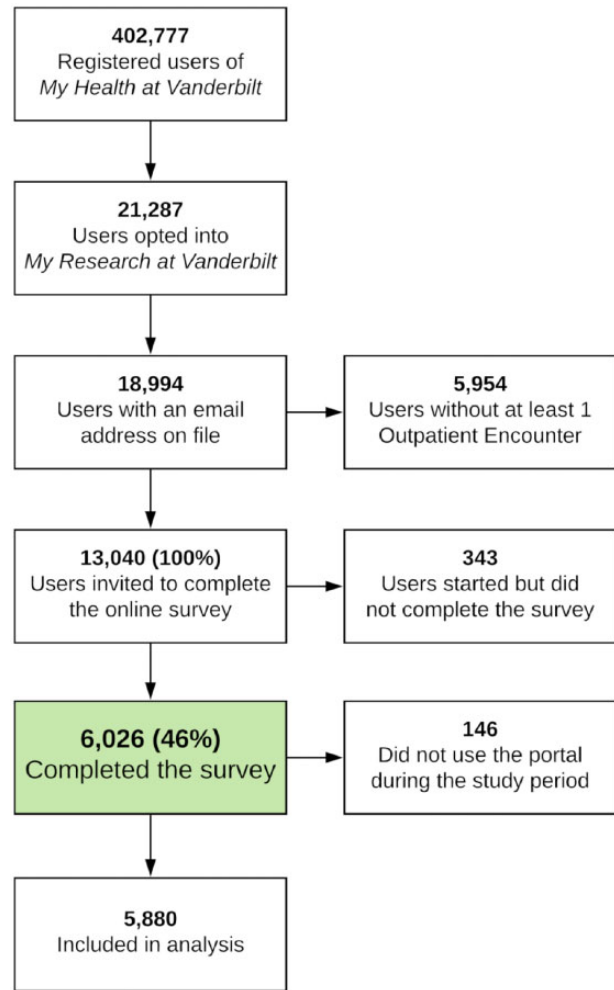 402,777
Registered users of
My Health at Vanderbilt
21,287
Users opted into
My Research at Vanderbilt
18,994
Users with an email
address on file
5,954
Users without at least 1
Outpatient Encounter
13,040 (100%)
Users invited to complete
the online survey
343
Users started but did
not complete the survey
6,026 (46%)
Completed the survey
146
Did not use the portal
during the study period
5,880
Included in analysis